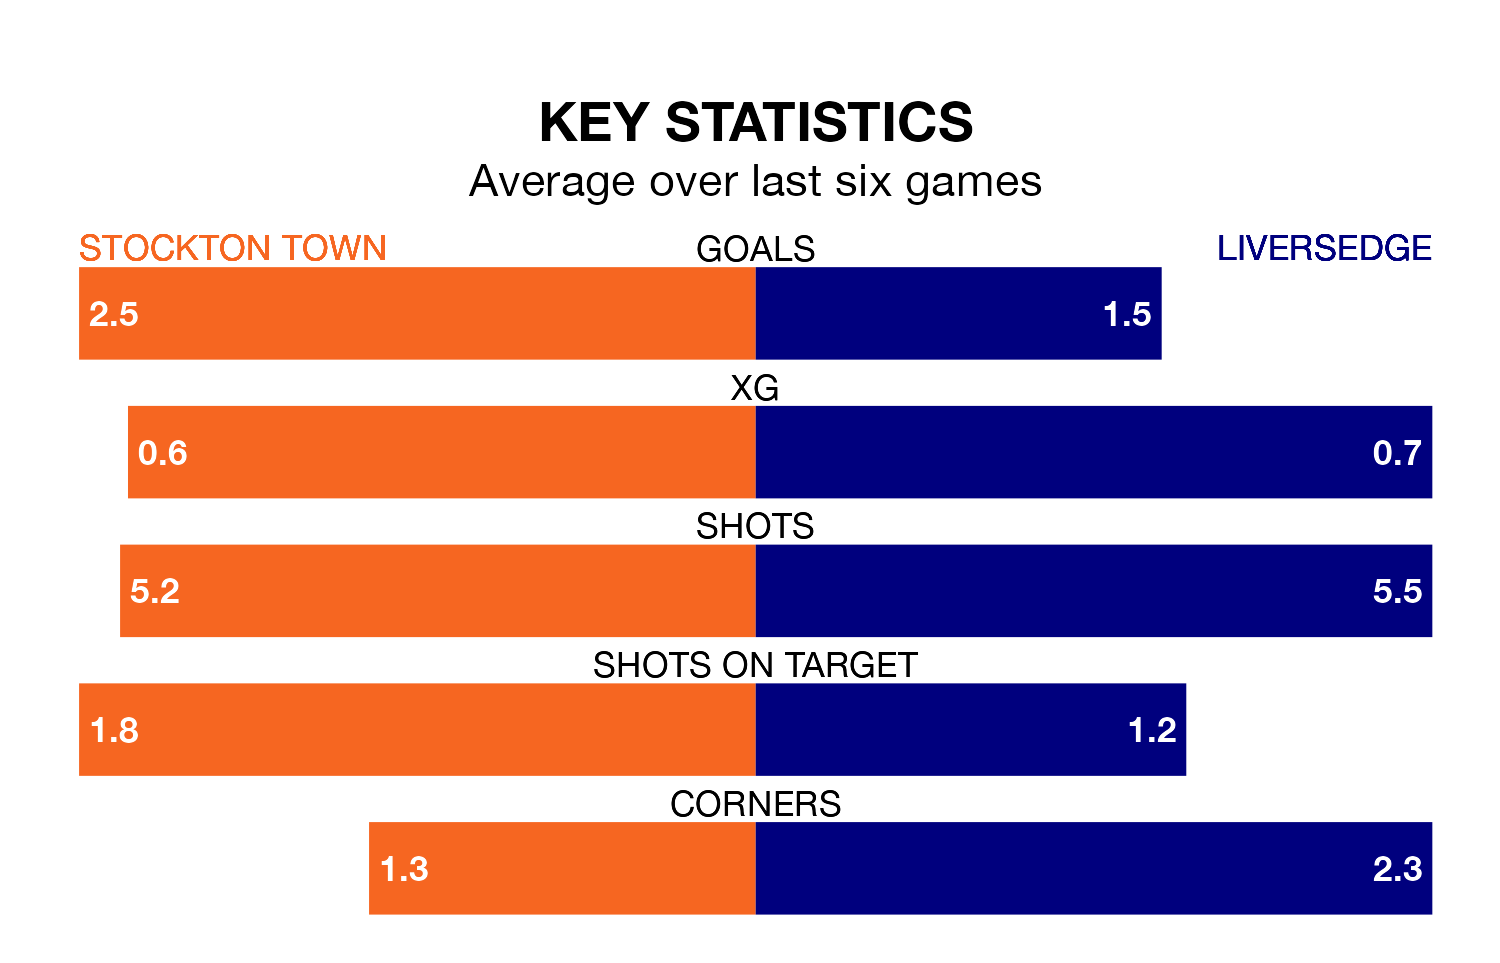 KEY STATISTICS
Average over last six games
STOCKTON TOWN GOALS LIVERSEDGE
2.5 1.5
XG
0.6 0.7
SHOTS
5.2 5.5
SHOTS ON TARGET
1.8 1.2
CORNERS
1.3 2.3